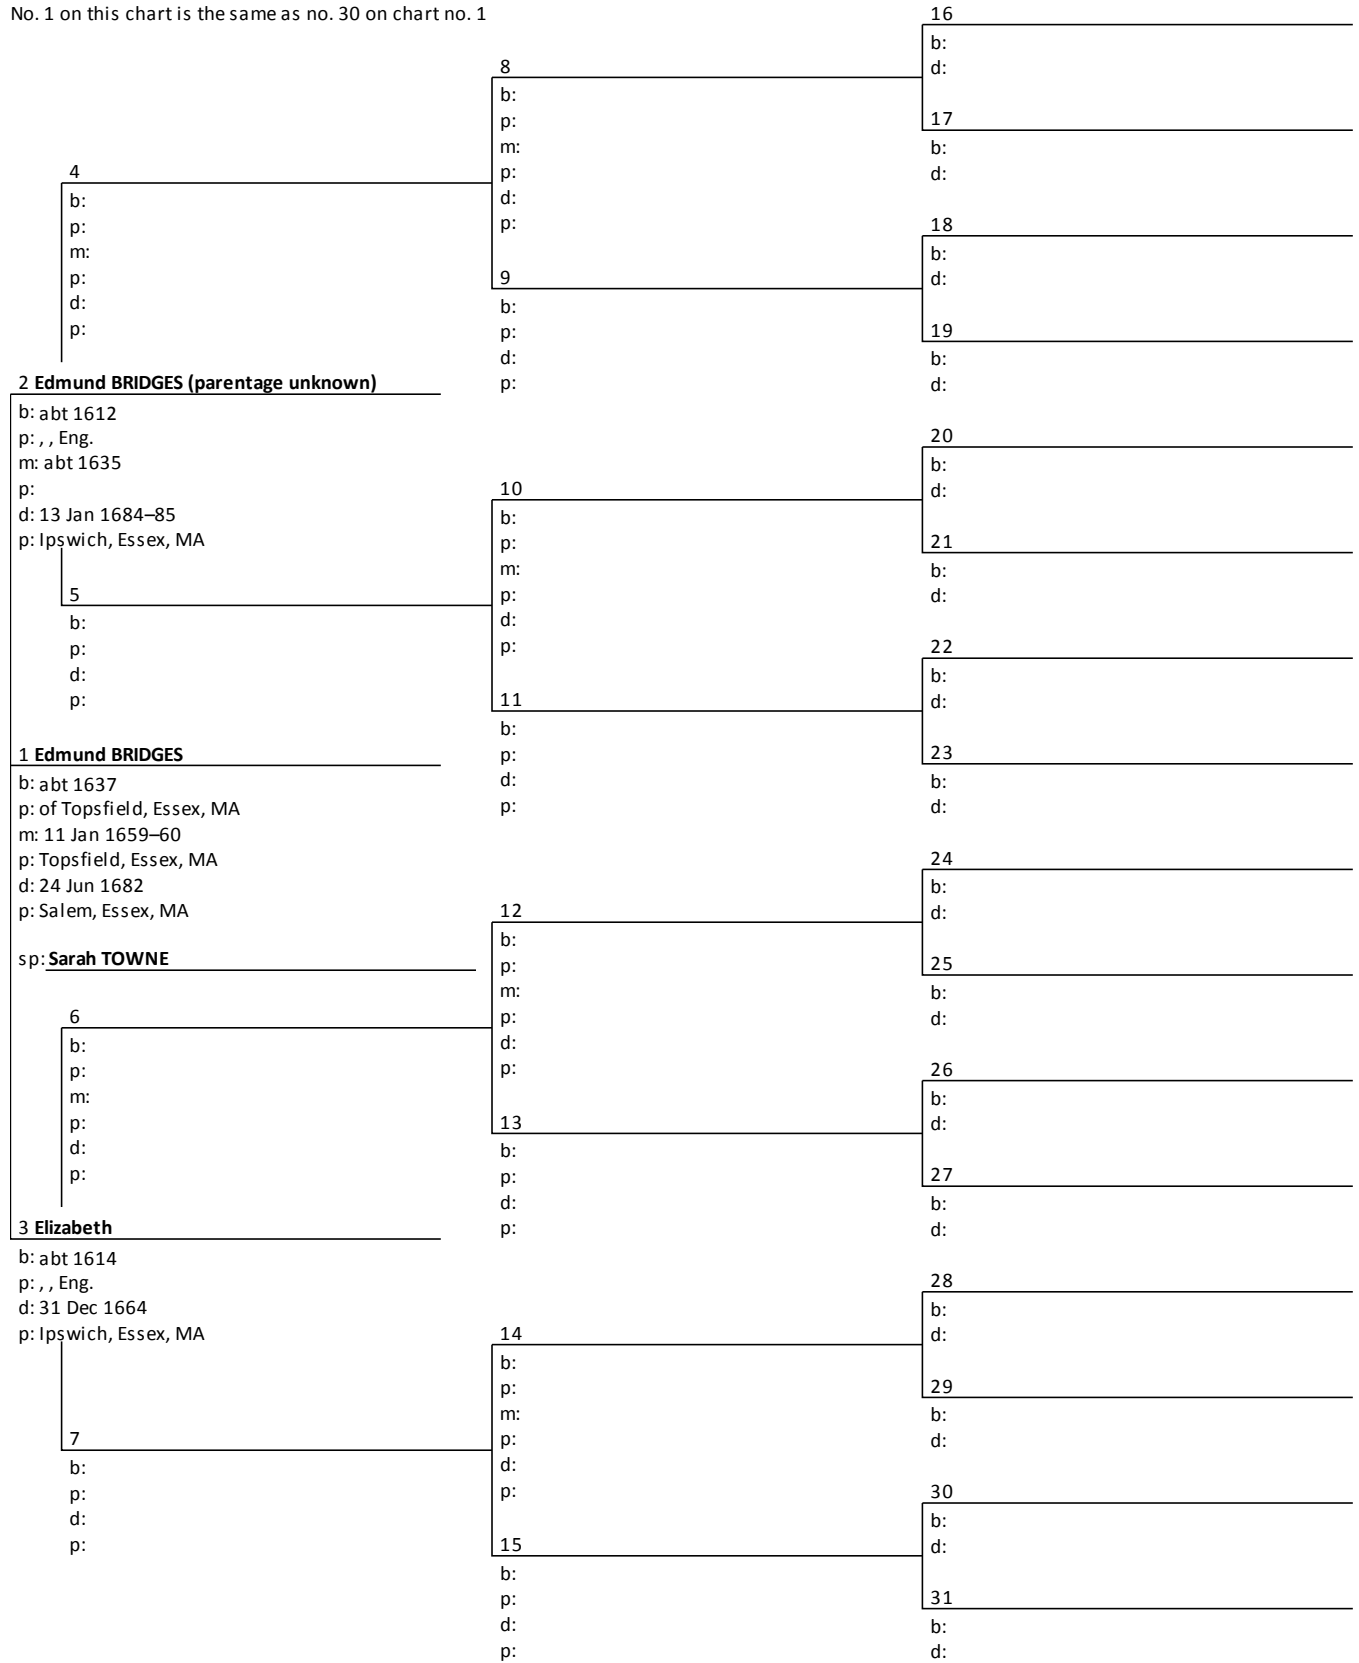 No. 1 on this chart is the same as no. 30 on chart no. 1
4
b:
p:
m:
p:
d:
p:
2 Edmund BRIDGES (parentage unknown)
b: abt 1612
p: , , Eng.
m: abt 1635
p:
d: 13 Jan 1684–85
p: Ipswich, Essex, MA
5
b:
p:
d:
p:
1 Edmund BRIDGES
b: abt 1637
p: of Topsfield, Essex, MA
m: 11 Jan 1659–60
p: Topsfield, Essex, MA
d: 24 Jun 1682
p: Salem, Essex, MA
sp: Sarah TOWNE
6
b:
p:
m:
p:
d:
p:
3 Elizabeth
b: abt 1614
p: , , Eng.
d: 31 Dec 1664
p: Ipswich, Essex, MA
7
b:
p:
d:
p:
8
b:
p:
m:
p:
d:
p:
9
b:
p:
d:
p:
10
b:
p:
m:
p:
d:
p:
11
b:
p:
d:
p:
12
b:
p:
m:
p:
d:
p:
13
b:
p:
d:
p:
14
b:
p:
m:
p:
d:
p:
15
b:
p:
d:
p:
16
b:
d:
17
b:
d:
18
b:
d:
19
b:
d:
20
b:
d:
21
b:
d:
22
b:
d:
23
b:
d:
24
b:
d:
25
b:
d:
26
b:
d:
27
b:
d:
28
b:
d:
29
b:
d:
30
b:
d:
31
b:
d: